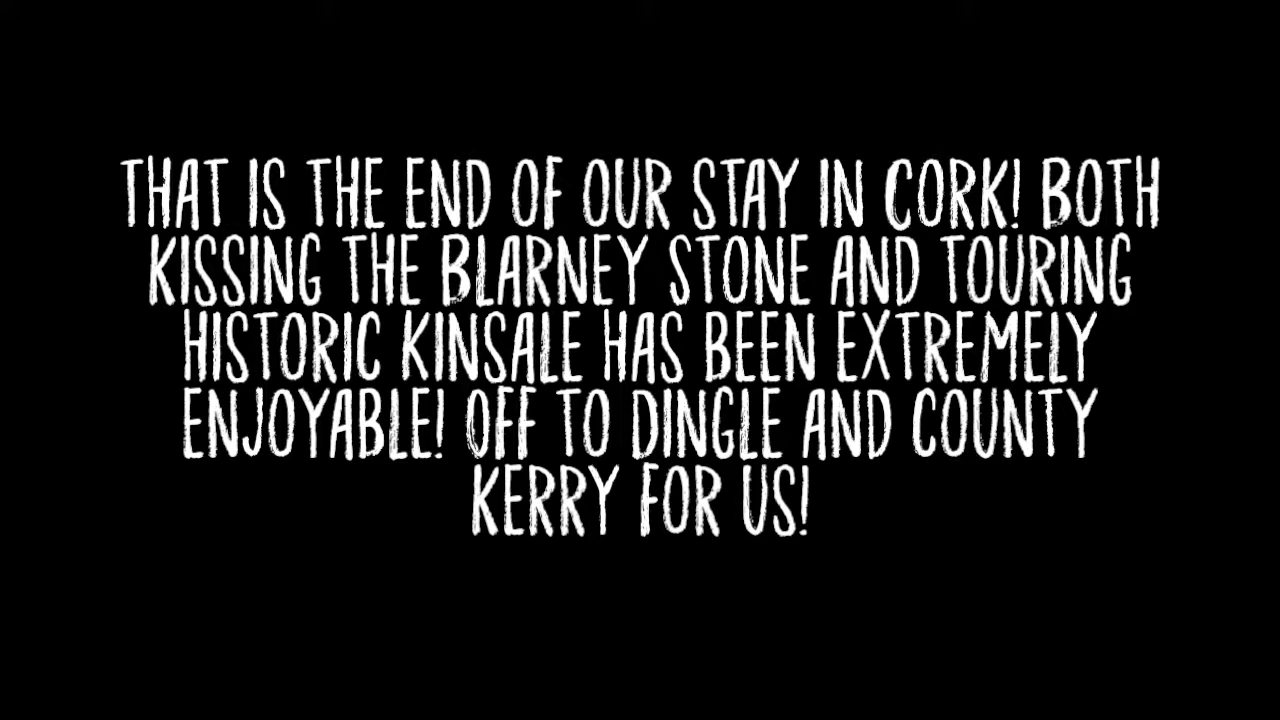 THAT IS THE END OF OUR STAY IN CORK! BOTH
KISSING THE BLARNEY STONE AND TOURING
HISTORIC KINSALE HAS BEEN EXTREMELY
ENJOYABLE! OFF TO DINGLE AND COUNTY
KERRY FOR US!